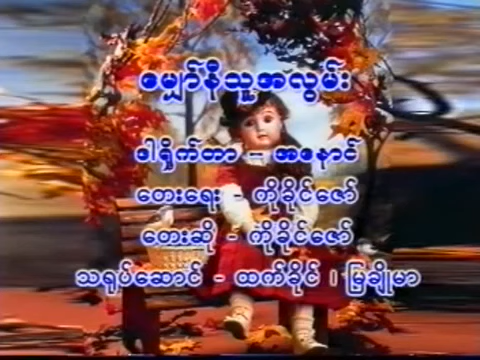 မျှော်နီသူအလွမ်း
ဒါရိုက်တာ - အနောင်
တေးရေး - ကိုခိုင်ဇော်
တေးဆို - ကိုခိုင်ဇော်
သရုပ်ဆောင် - ထက်ခိုင် ၊ မြချိုမာ